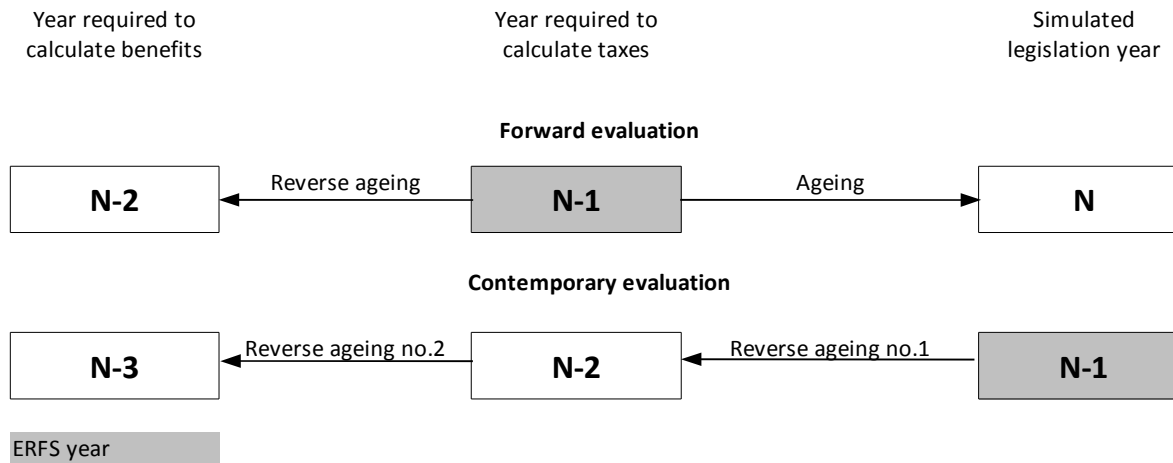 Year required to
calculate benefits
Year required to
calculate taxes
Simulated
legislation year
Forward evaluation
N-2
Reverse ageing
N-1
Ageing
N
Contemporary evaluation
N-3
Reverse ageing no.2
N-2
Reverse ageing no.1
N-1
ERFS year